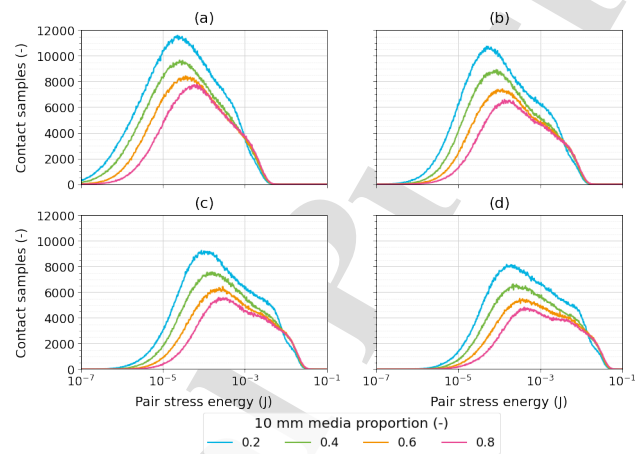 (a)
(b)
Contact samples (-)
12000
10000
8000
6000
4000
2000
0
(c)
(d)
Contact samples (-)
12000
10000
8000
6000
4000
2000
0
10⁻⁷ 10⁻⁵ 10⁻³ 10⁻¹ 10⁻⁷ 10⁻⁵ 10⁻³ 10⁻¹
Pair stress energy (J) Pair stress energy (J)
10 mm media proportion (-)
0.2 0.4 0.6 0.8